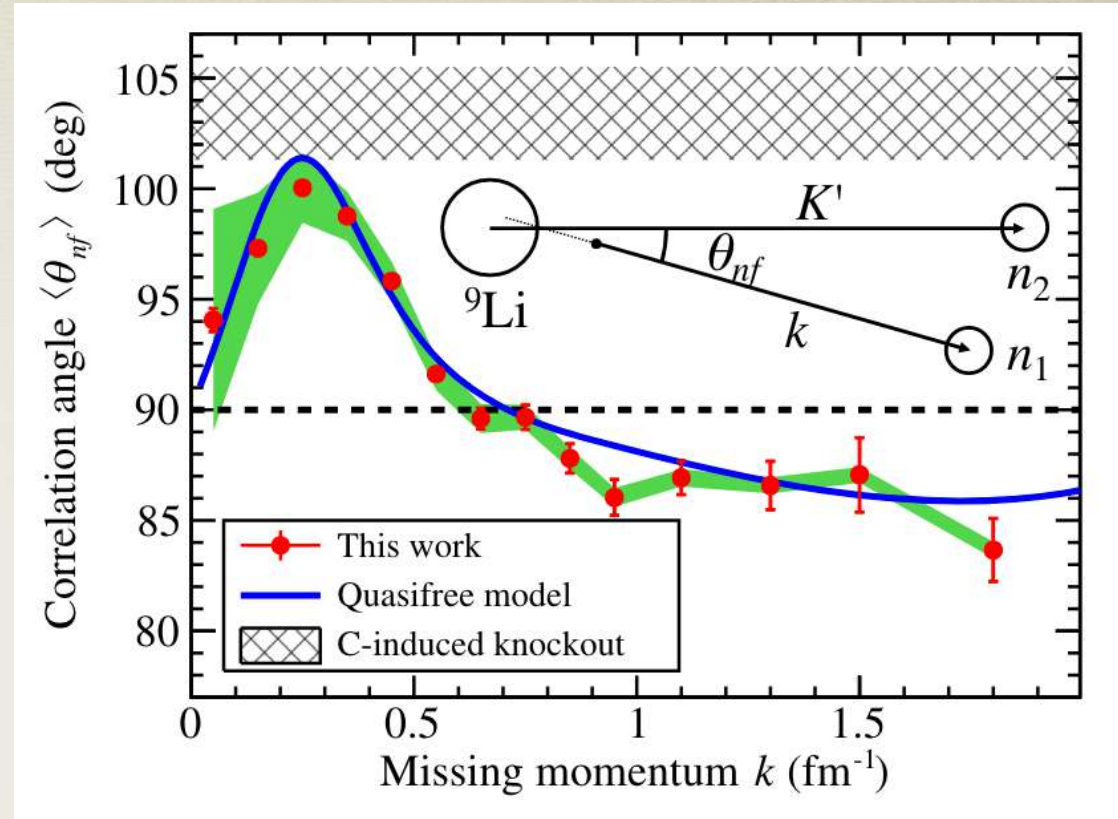 Correlation angle ⟨θnf⟩ (deg)
105
100
95
90
85
80
K'
θnf
n2
9Li
k
n1
This work
Quasifree model
C-induced knockout
0
0.5
1
1.5
Missing momentum k (fm-1)